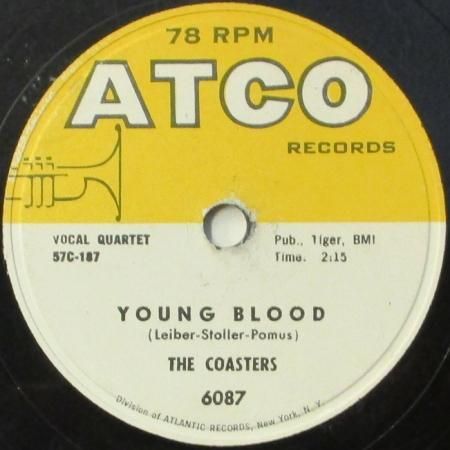 78 RPM
ATCO
RECORDS
VOCAL QUARTET
57C-187
Pub., Tiger, BMI
Time. 2:15
YOUNG BLOOD
(Leiber-Stoller-Pomus)
THE COASTERS
6087
Division of ATLANTIC RECORDS, New York, N. Y.